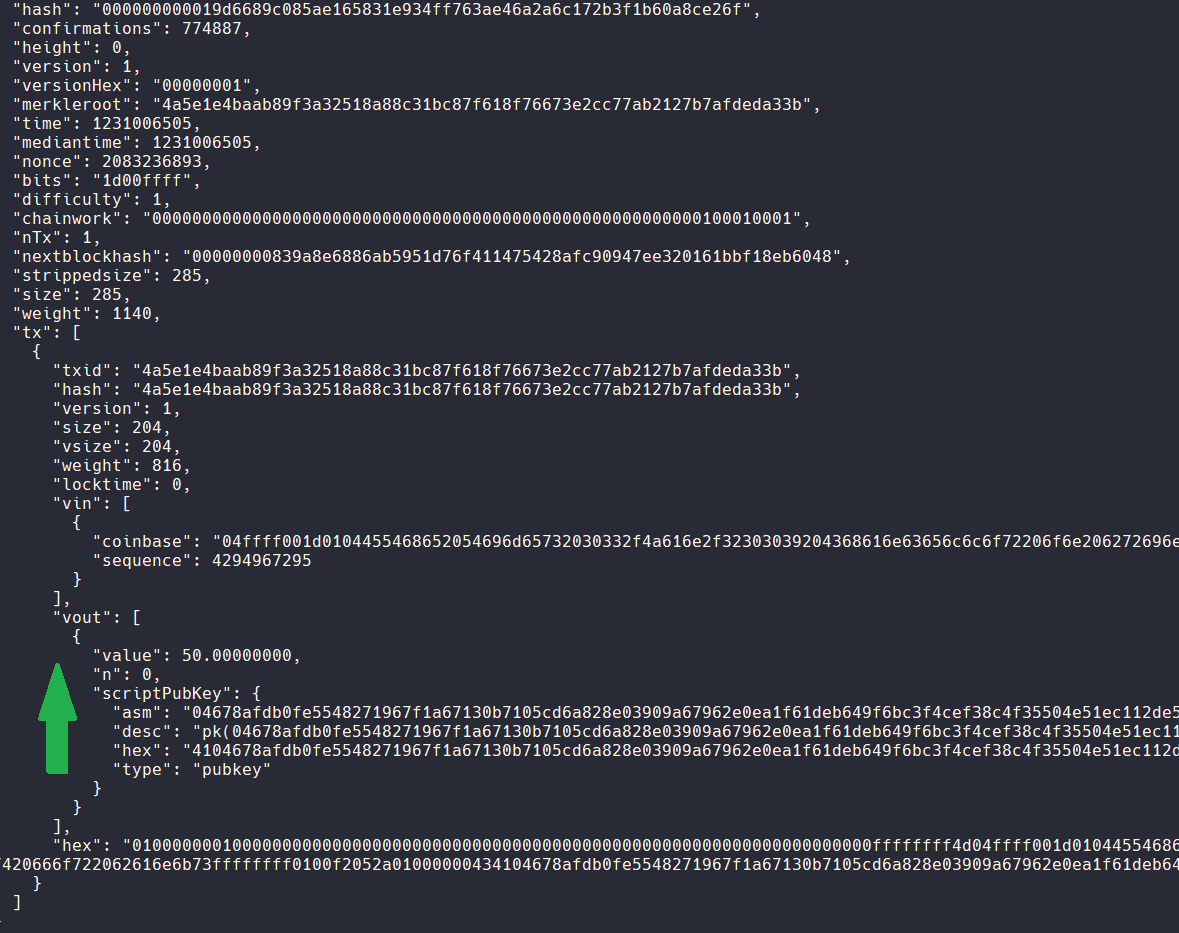 "hash": "000000000019d6689c085ae165831e934ff763ae46a2a6c172b3f1b60a8ce26f",
"confirmations": 774887,
"height": 0,
"version": 1,
"versionHex": "00000001",
"merkleroot": "4a5e1e4baab89f3a32518a88c31bc87f618f76673e2cc77ab2127b7afdeda33b",
"time": 1231006505,
"mediantime": 1231006505,
"nonce": 2083236893,
"bits": "1d00ffff",
"difficulty": 1,
"chainwork": "0000000000000000000000000000000000000000000000000000000100010001",
"nTx": 1,
"nextblockhash": "00000000839a8e6886ab5951d76f411475428afc90947ee320161bbf18eb6048",
"strippedsize": 285,
"size": 285,
"weight": 1140,
"tx": [
{
"txid": "4a5e1e4baab89f3a32518a88c31bc87f618f76673e2cc77ab2127b7afdeda33b",
"hash": "4a5e1e4baab89f3a32518a88c31bc87f618f76673e2cc77ab2127b7afdeda33b",
"version": 1,
"size": 204,
"vsize": 204,
"weight": 816,
"locktime": 0,
"vin": [
{
"coinbase": "04ffff001d0104455468652054696d65732030332f4a616e2f32303039204368616e63656c6c6f72206f6e206272696e
"sequence": 4294967295
}
],
"vout": [
{
"value": 50.00000000,
"n": 0,
"scriptPubKey": {
"asm": "04678afdb0fe5548271967f1a67130b7105cd6a828e03909a67962e0ea1f61deb649f6bc3f4cef38c4f35504e51ec112de5
"desc": "pk(04678afdb0fe5548271967f1a67130b7105cd6a828e03909a67962e0ea1f61deb649f6bc3f4cef38c4f35504e51ec11
"hex": "4104678afdb0fe5548271967f1a67130b7105cd6a828e03909a67962e0ea1f61deb649f6bc3f4cef38c4f35504e51ec112d
"type": "pubkey"
}
}
],
"hex": "01000000010000000000000000000000000000000000000000000000000000000000000000ffffffff4d04ffff001d01044554686
420666f722062616e6b73ffffffff0100f2052a01000000434104678afdb0fe5548271967f1a67130b7105cd6a828e03909a67962e0ea1f61deb64
}
]